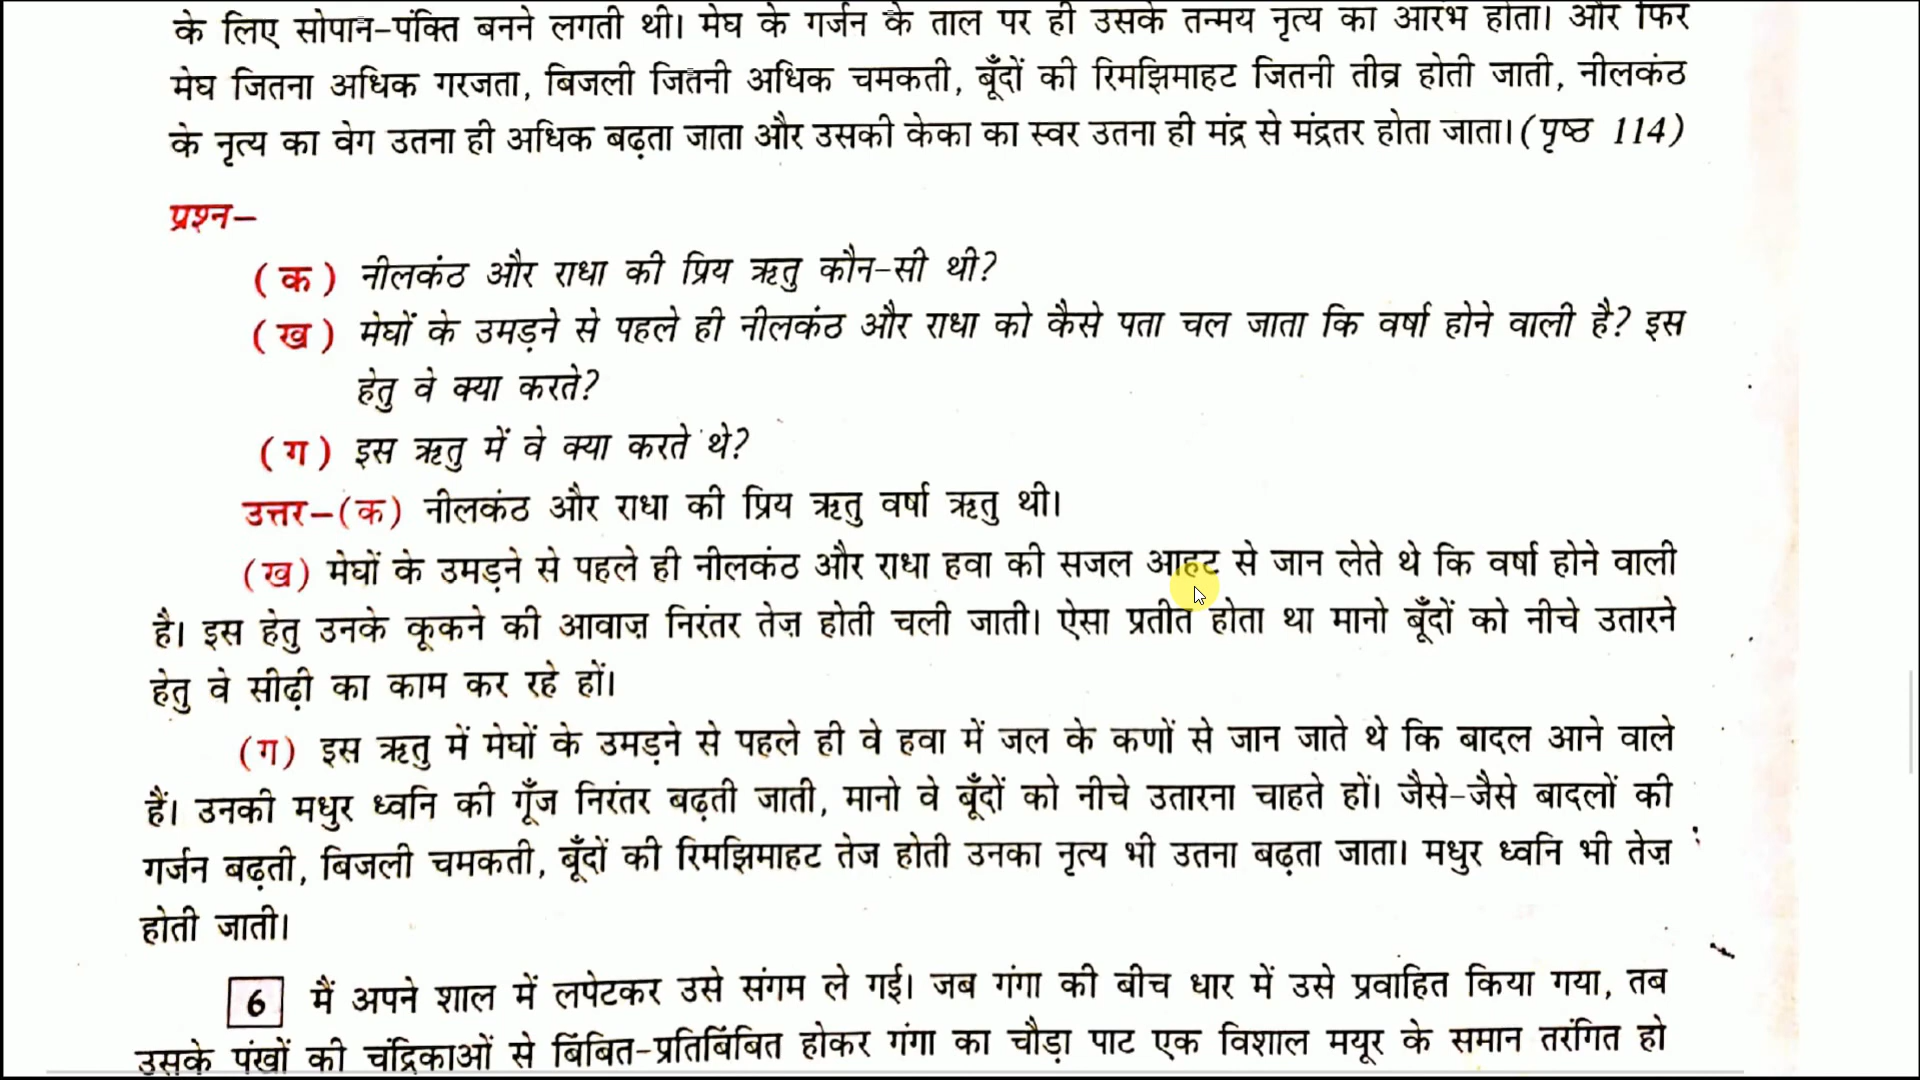 के लिए सोपान-पंक्ति बनने लगती थी। मेघ के गर्जन के ताल पर ही उसके तन्मय नृत्य का आरंभ होता। और फिर
मेघ जितना अधिक गरजता, बिजली जितनी अधिक चमकती, बूँदों की रिमझिमाहट जितनी तीव्र होती जाती, नीलकंठ
के नृत्य का वेग उतना ही अधिक बढ़ता जाता और उसकी केका का स्वर उतना ही मंद्र से मंद्रतर होता जाता। (पृष्ठ 114)
प्रश्न–
(क) नीलकंठ और राधा की प्रिय ऋतु कौन-सी थी?
(ख) मेघों के उमड़ने से पहले ही नीलकंठ और राधा को कैसे पता चल जाता कि वर्षा होने वाली है? इस
हेतु वे क्या करते?
(ग) इस ऋतु में वे क्या करते थे?
उत्तर–(क) नीलकंठ और राधा की प्रिय ऋतु वर्षा ऋतु थी।
(ख) मेघों के उमड़ने से पहले ही नीलकंठ और राधा हवा की सजल आहट से जान लेते थे कि वर्षा होने वाली
है। इस हेतु उनके कूकने की आवाज़ निरंतर तेज़ होती चली जाती। ऐसा प्रतीत होता था मानो बूँदों को नीचे उतारने
हेतु वे सीढ़ी का काम कर रहे हों।
(ग) इस ऋतु में मेघों के उमड़ने से पहले ही वे हवा में जल के कणों से जान जाते थे कि बादल आने वाले
हैं। उनकी मधुर ध्वनि की गूँज निरंतर बढ़ती जाती, मानो वे बूँदों को नीचे उतारना चाहते हों। जैसे-जैसे बादलों की
गर्जन बढ़ती, बिजली चमकती, बूँदों की रिमझिमाहट तेज होती उनका नृत्य भी उतना बढ़ता जाता। मधुर ध्वनि भी तेज़
होती जाती।
6 मैं अपने शाल में लपेटकर उसे संगम ले गई। जब गंगा की बीच धार में उसे प्रवाहित किया गया, तब
उसके पंखों की चंद्रिकाओं से बिंबित-प्रतिबिंबित होकर गंगा का चौड़ा पाट एक विशाल मयूर के समान तरंगित हो